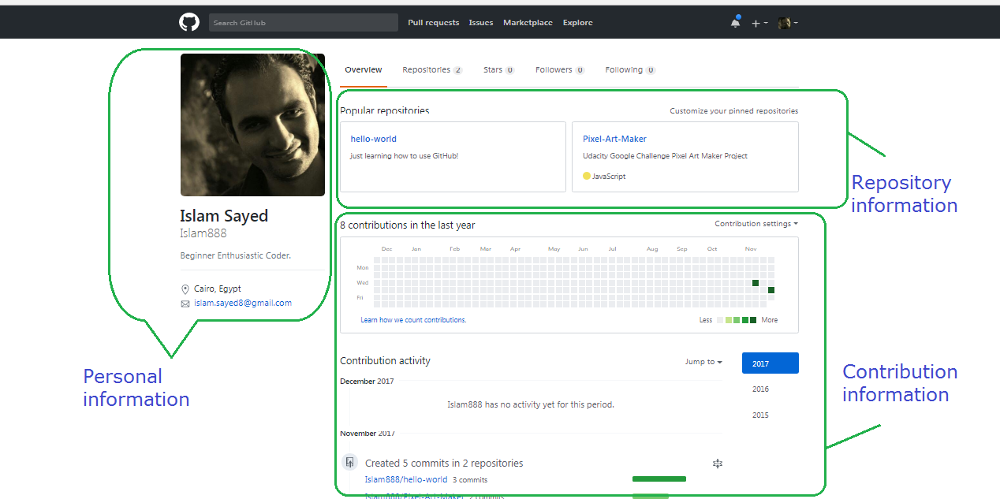 Search GitHub Pull requests Issues Marketplace Explore
Overview Repositories 2 Stars 0 Followers 0 Following 0
Popular repositories Customize your pinned repositories
hello-world
just learning how to use GitHub!
Pixel-Art-Maker
Udacity Google Challenge Pixel Art Maker Project
JavaScript
Repository
information
Islam Sayed
Islam888
Beginner Enthusiastic Coder.
Cairo, Egypt
islam.sayed8@gmail.com
Personal
information
8 contributions in the last year Contribution settings
Dec Jan Feb Mar Apr May Jun Jul Aug Sep Oct Nov
Mon
Wed
Fri
Learn how we count contributions. Less More
Contribution activity Jump to 2017
2016
2015
December 2017
Islam888 has no activity yet for this period.
November 2017
Created 5 commits in 2 repositories
Islam888/hello-world 3 commits
Islam888/Pixel-Art-Maker 2 commits
Contribution
information